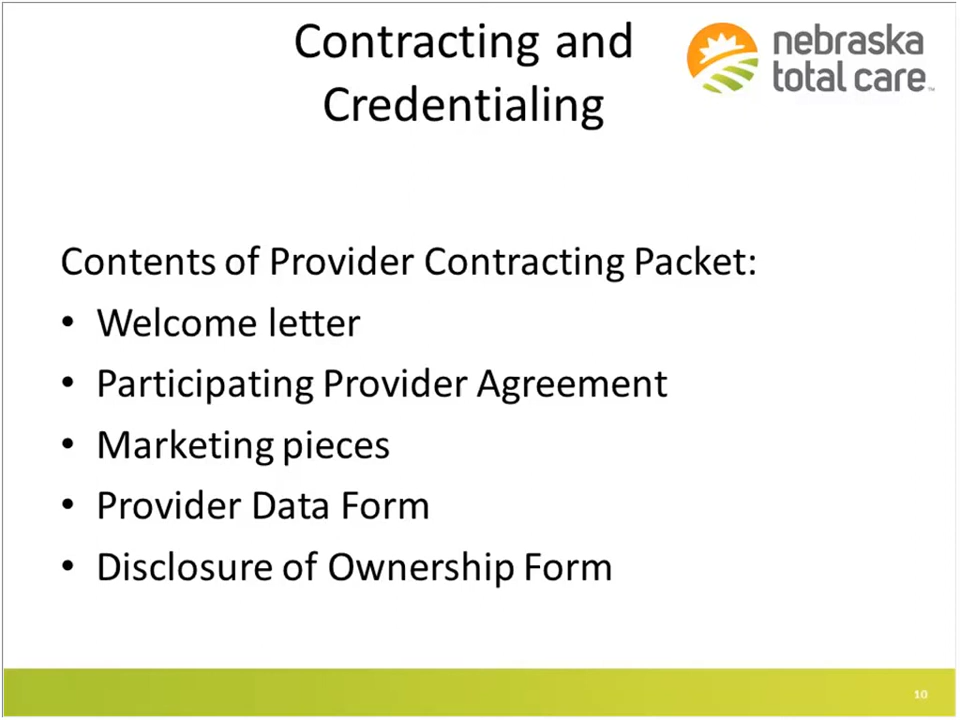 Contracting and
Credentialing
nebraska
total care™
Contents of Provider Contracting Packet:
• Welcome letter
• Participating Provider Agreement
• Marketing pieces
• Provider Data Form
• Disclosure of Ownership Form
10